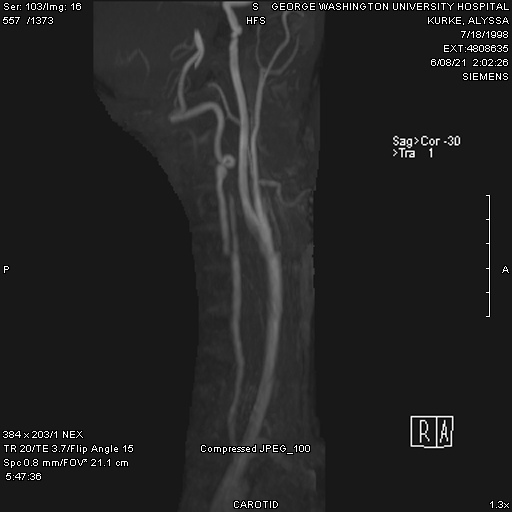 Ser: 103/Img: 16
557 /1373
S
HFS
GEORGE WASHINGTON UNIVERSITY HOSPITAL
KURKE, ALYSSA
7/18/1998
EXT:4808635
6/08/21 2:02:26
SIEMENS
Sag>Cor -30
>Tra 1
P
A
384 x 203/1 NEX
TR 20/TE 3.7/Flip Angle 15
Spc 0.8 mm/FOV* 21.1 cm
5:47:36
Compressed JPEG_100
R A
CAROTID
1.3x